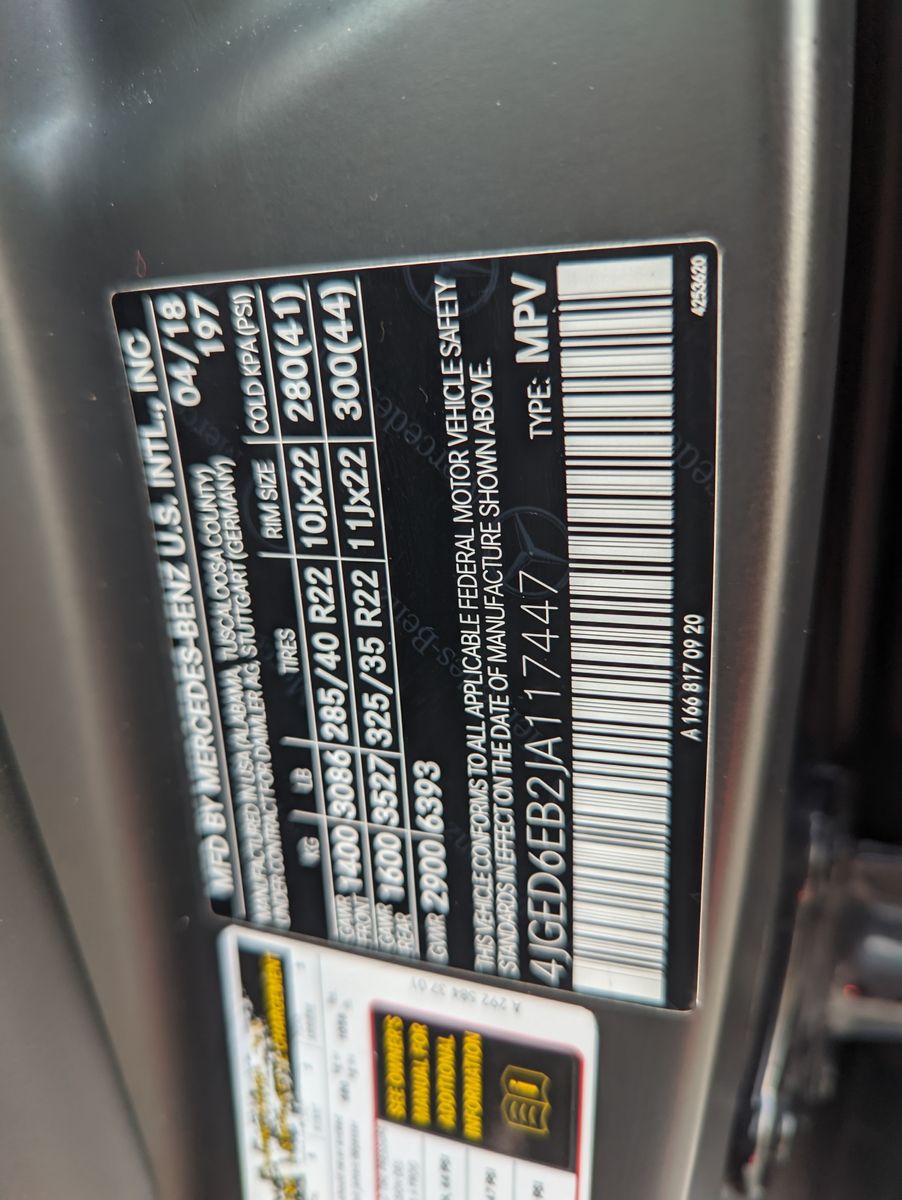 MFD BY MERCEDES-BENZ U.S. INTL., INC
MANUFACTURED IN USA (ALABAMA, TUSCALOOSA COUNTY) 04/18
UNDER CONTRACT FOR DAIMLER AG, STUTTGART (GERMANY) 197
KG LB TIRES RIM SIZE COLD KPA(PSI)
GAWR FRONT 1400 3086 285/40 R22 10Jx22 280(41)
GAWR REAR 1600 3527 325/35 R22 11Jx22 300(44)
GVWR 2900 6393
THIS VEHICLE CONFORMS TO ALL APPLICABLE FEDERAL MOTOR VEHICLE SAFETY
STANDARDS IN EFFECT ON THE DATE OF MANUFACTURE SHOWN ABOVE.
4JGED6EB2JA117447 TYPE: MPV
A 166 817 09 20
4253620
A 292 584 37 01
SEE OWNER'S
MANUAL FOR
ADDITIONAL
INFORMATION